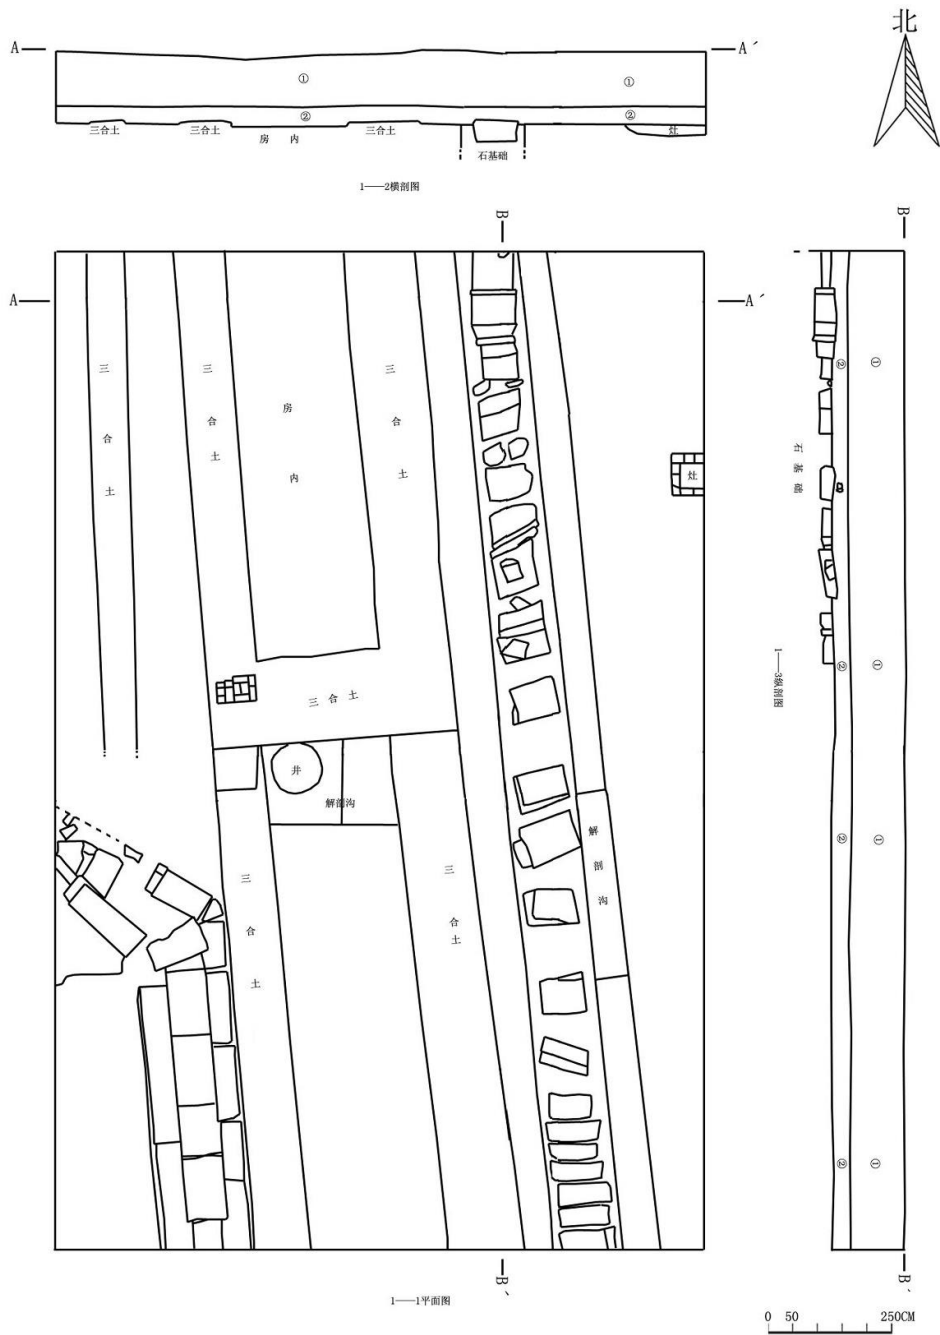 北
A A′
① ①
② ②
三合土 三合土 房 内 三合土 石基础 灶
1——2横剖图
B B
A A′
三合土
三合土
房内
三合土
灶
石基础
① ②
① ②
① ②
① ②
1——3纵剖图
三合土
井
解剖沟
解剖沟
三合土
三合土
B、 B、
1——1平面图
0 50 250CM